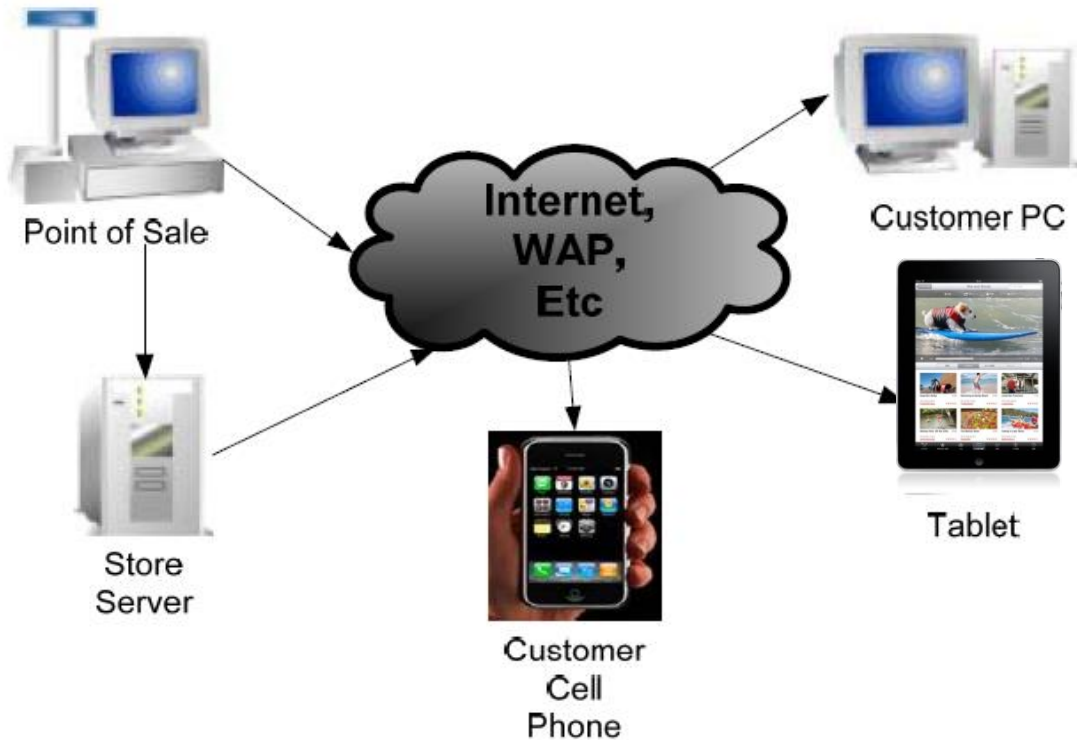 Internet,
WAP,
Etc
Point of Sale
Customer PC
Store
Server
Tablet
Customer
Cell
Phone